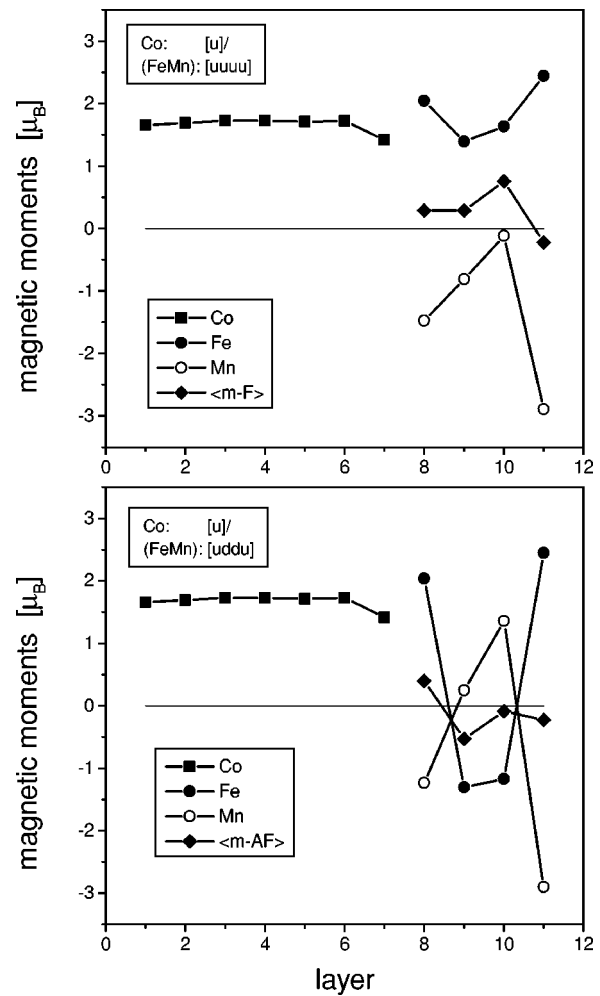 magnetic moments [μB]
3
2
1
0
-1
-2
-3
Co: [u]/
(FeMn): [uuuu]
Co
Fe
Mn
<m-F>
0 2 4 6 8 10 12
magnetic moments [μB]
3
2
1
0
-1
-2
-3
Co: [u]/
(FeMn): [uddu]
Co
Fe
Mn
<m-AF>
0 2 4 6 8 10 12
layer